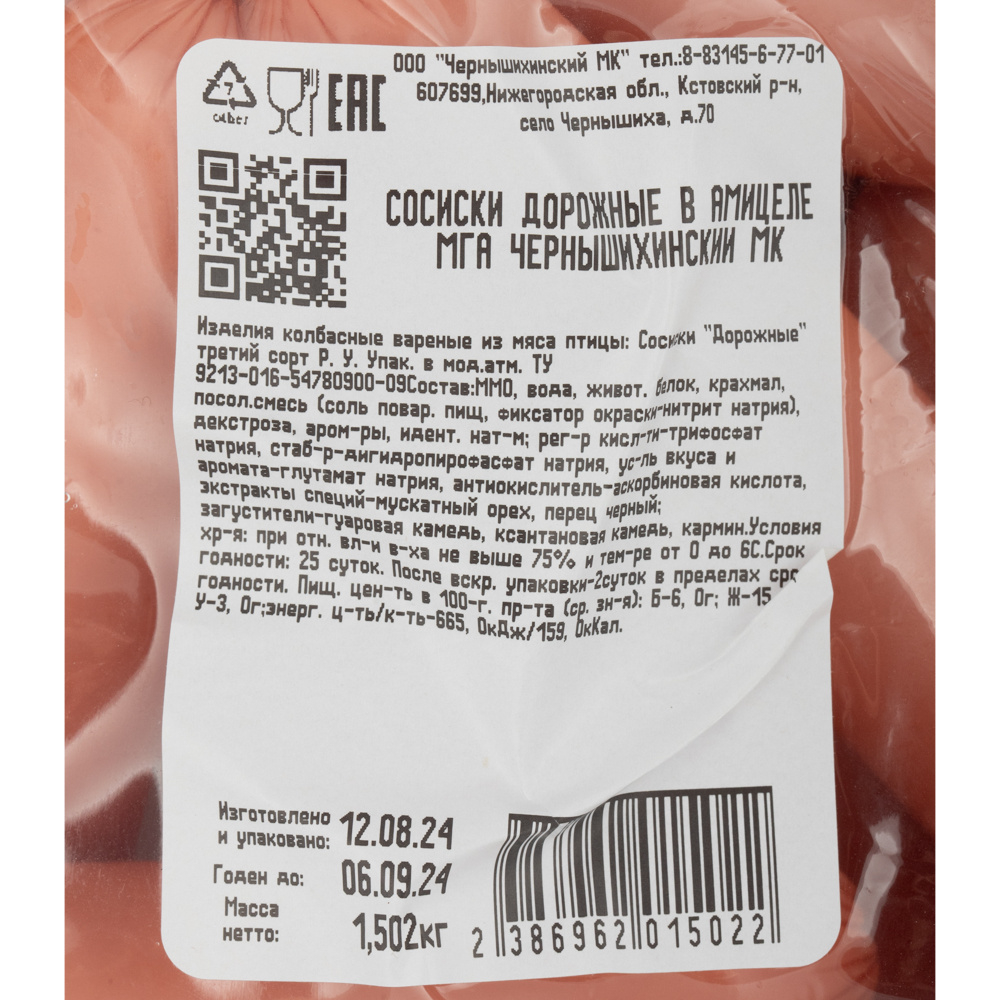 ООО "Чернышихинский МК" тел.:8-83145-6-77-01
607699,Нижегородская обл., Кстовский р-н,
село Чернышиха, д.70
7
other
EAC
СОСИСКИ ДОРОЖНЫЕ В АМИЦЕЛЕ
МГА ЧЕРНЫШИХИНСКИЙ МК
Изделия колбасные вареные из мяса птицы: Сосиски "Дорожные"
третий сорт Р. У. Упак. в мод.атм. ТУ
9213-016-54780900-09Состав:ММО, вода, живот. белок, крахмал,
посол.смесь (соль повар. пищ, фиксатор окраски-нитрит натрия),
декстроза, аром-ры, идент. нат-м; рег-р кисл-ти-трифосфат
натрия, стаб-р-дигидропирофасфат натрия, ус-ль вкуса и
аромата-глутамат натрия, антиокислитель-аскорбиновая кислота,
экстракты специй-мускатный орех, перец черный;
загустители-гуаровая камедь, ксантановая камедь, кармин.Условия
хр-я: при отн. вл-и в-ха не выше 75% и тем-ре от 0 до 6С.Срок
годности: 25 суток. После вскр. упаковки-2суток в пределах
годности. Пищ. цен-ть в 100-г. пр-та (ср. зн-я): Б-6, 0г; Ж-15
У-3, 0г;энерг. ц-ть/к-ть-665, 0кДж/159, 0кКал.
Изготовлено
и упаковано: 12.08.24
Годен до: 06.09.24
Масса
нетто: 1,502кг
2 386962 015022